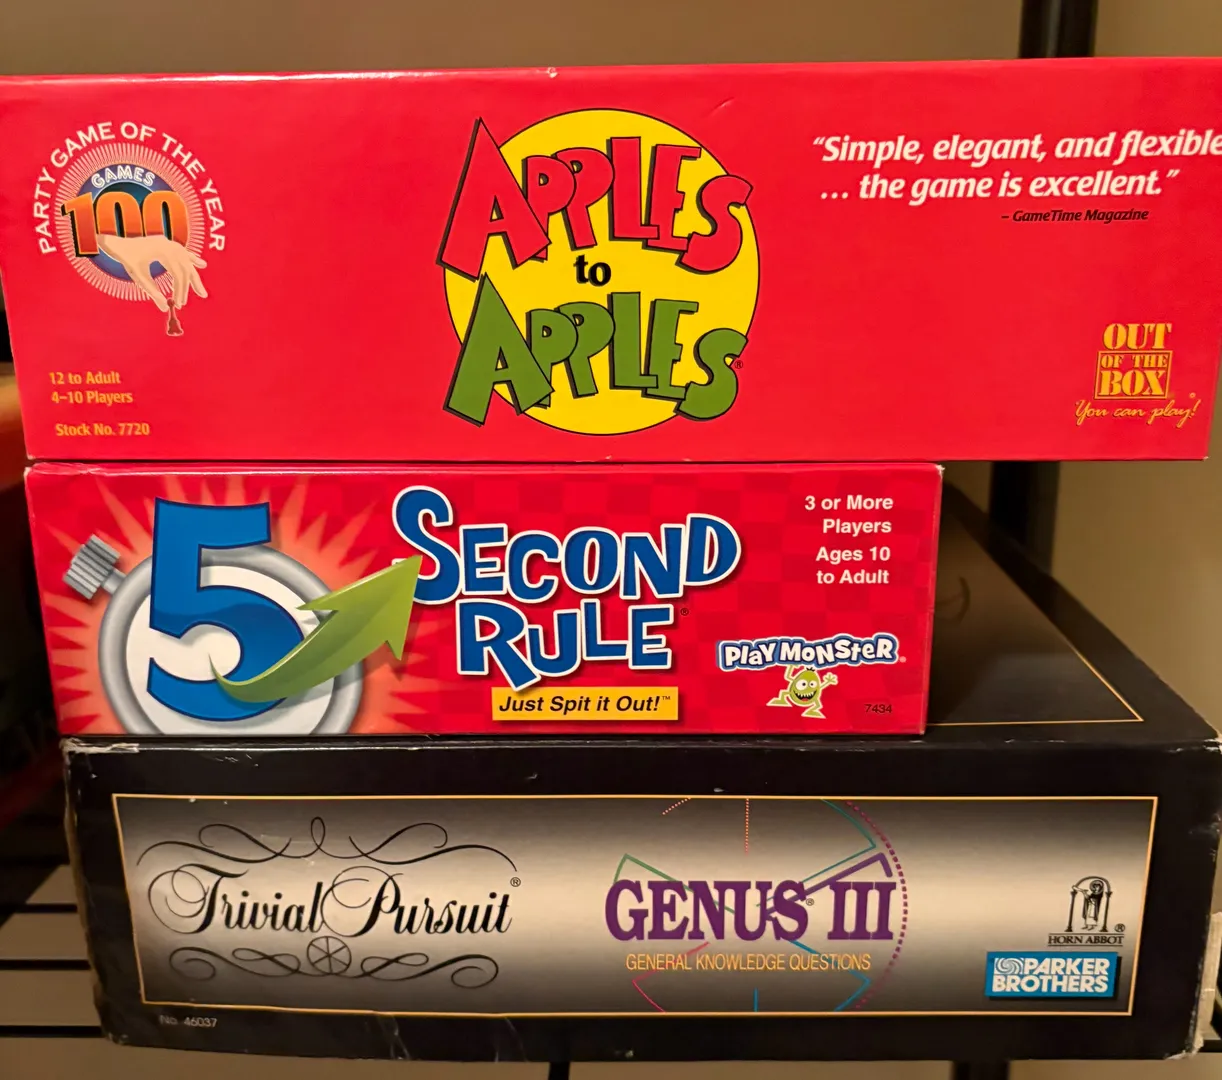 PARTY GAME OF THE YEAR
GAMES
100
12 to Adult
4–10 Players
Stock No. 7720
APPLES
to
APPLES®
“Simple, elegant, and flexible
... the game is excellent.”
– GameTime Magazine
OUT
OF THE
BOX®
You can play!
5 SECOND
RULE®
Just Spit it Out!™
3 or More
Players
Ages 10
to Adult
PLAYMONSTER®
7434
Trivial Pursuit®
GENUS® III
GENERAL KNOWLEDGE QUESTIONS
HORN ABBOT®
PARKER
BROTHERS
No. 46037